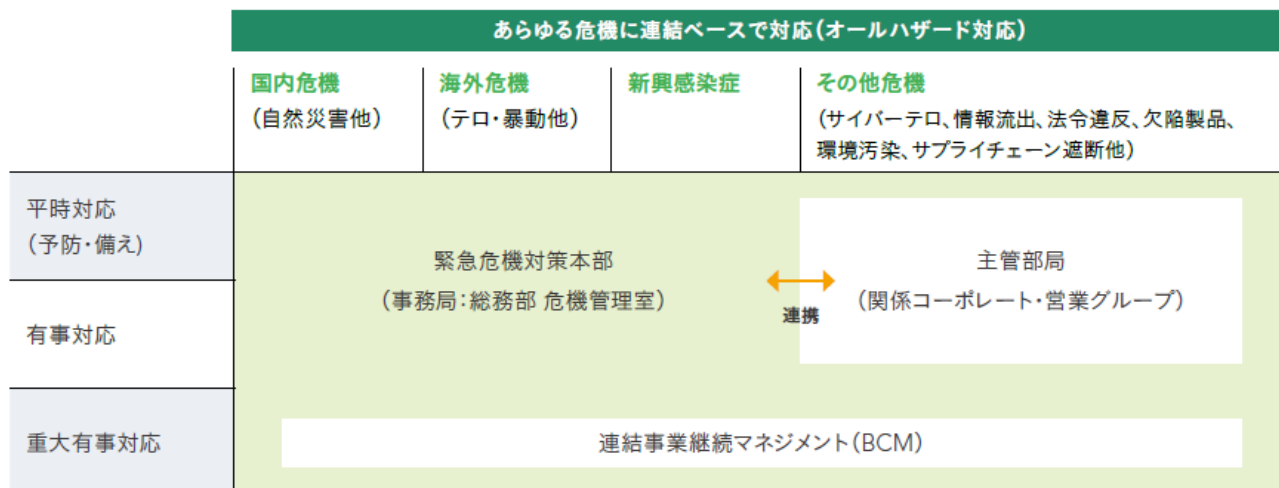 あらゆる危機に連結ベースで対応(オールハザード対応)
国内危機
(自然災害他)
海外危機
(テロ・暴動他)
新興感染症
その他危機
(サイバーテロ、情報流出、法令違反、欠陥製品、
環境汚染、サプライチェーン遮断他)
平時対応
(予防・備え)
有事対応
緊急危機対策本部
(事務局:総務部 危機管理室)
連携
主管部局
(関係コーポレート・営業グループ)
重大有事対応
連結事業継続マネジメント(BCM)